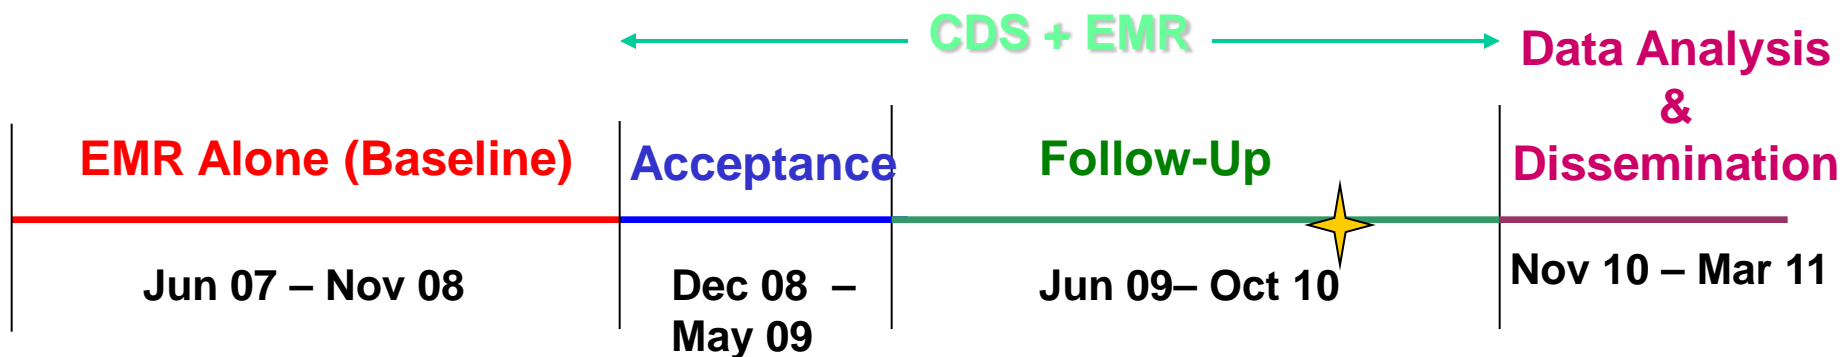 CDS + EMR
EMR Alone (Baseline)
Acceptance
Follow-Up
Data Analysis
&
Dissemination
Jun 07 – Nov 08
Dec 08 –
May 09
Jun 09– Oct 10
Nov 10 – Mar 11